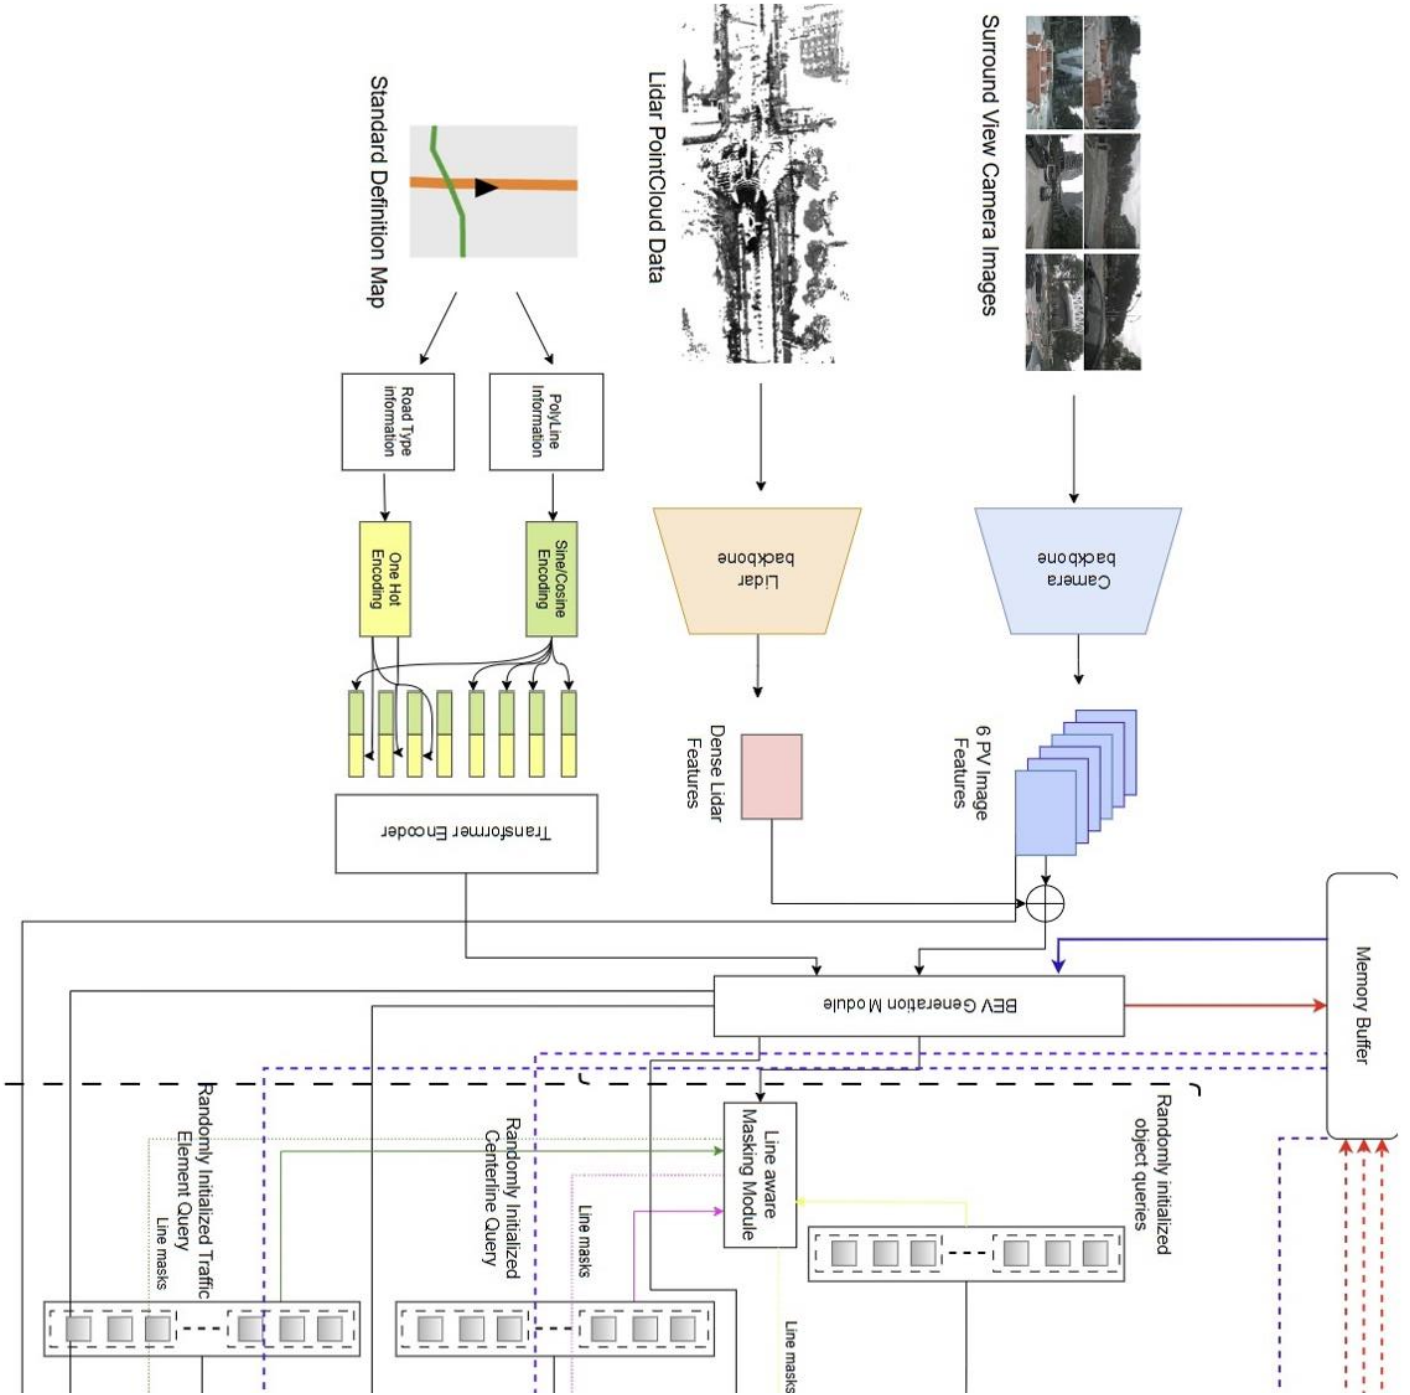 Surround View Camera Images
Lidar PointCloud Data
Standard Definition Map
Road Type
information
PolyLine
Information
One Hot
Encoding
Sine/Cosine
Encoding
Lidar
backbone
Camera
backbone
Dense Lidar
Features
6 PV Image
Features
Transformer Encoder
BEV Generation Module
Memory Buffer
Line aware
Masking Module
Randomly initialized
object queries
Randomly Initialized
Centerline Query
Randomly Initialized Traffic
Element Query
Line masks
Line masks
Line masks